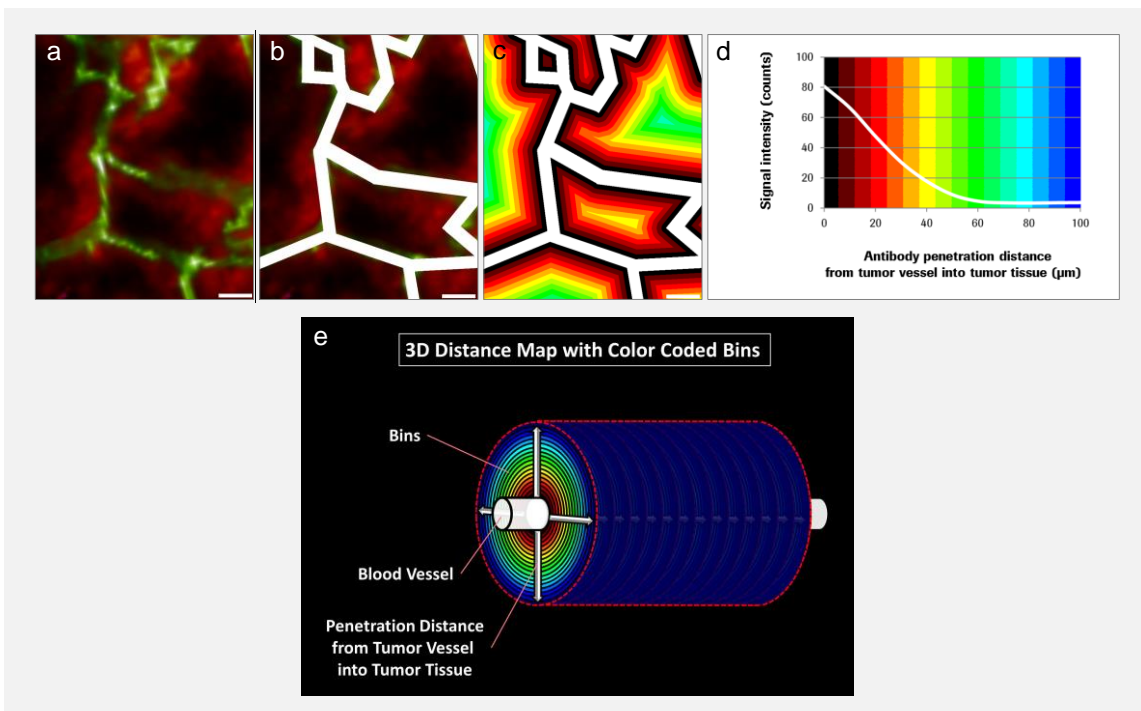 a
b
c
d
Signal intensity (counts)
100
80
60
40
20
0
0 20 40 60 80 100
Antibody penetration distance
from tumor vessel into tumor tissue (µm)
e
3D Distance Map with Color Coded Bins
Bins
Blood Vessel
Penetration Distance
from Tumor Vessel
into Tumor Tissue